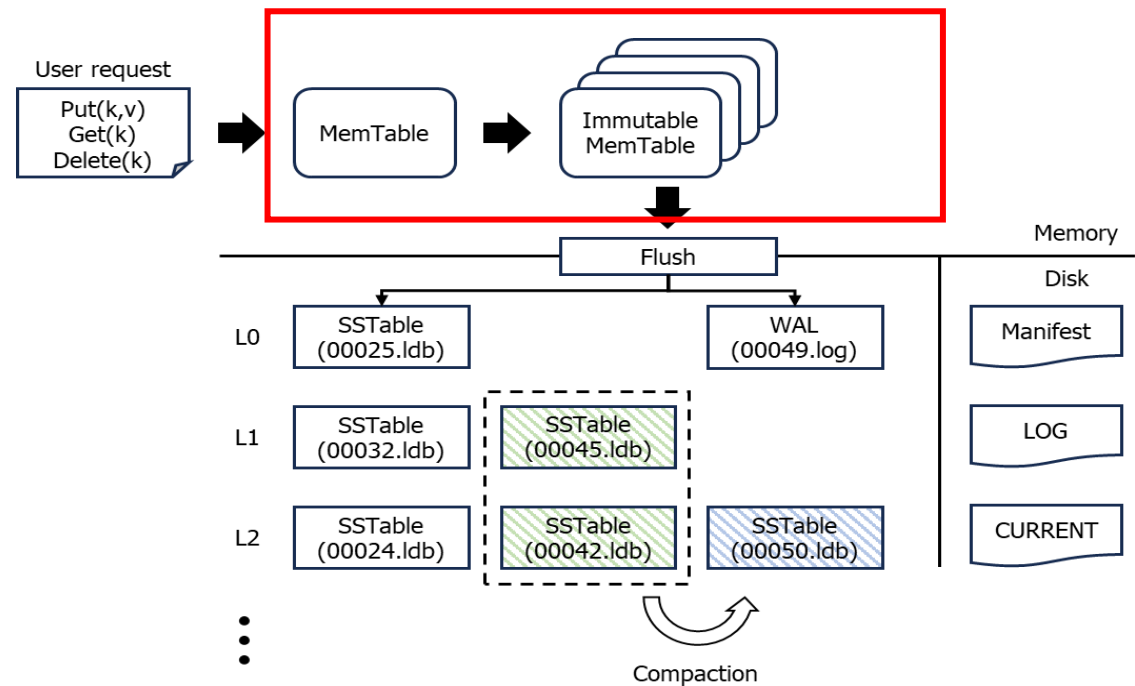 User request
Put(k,v)
Get(k)
Delete(k)
MemTable
Immutable
MemTable
Flush
Memory
Disk
L0
SSTable
(00025.ldb)
WAL
(00049.log)
Manifest
L1
SSTable
(00032.ldb)
SSTable
(00045.ldb)
LOG
L2
SSTable
(00024.ldb)
SSTable
(00042.ldb)
SSTable
(00050.ldb)
CURRENT
Compaction